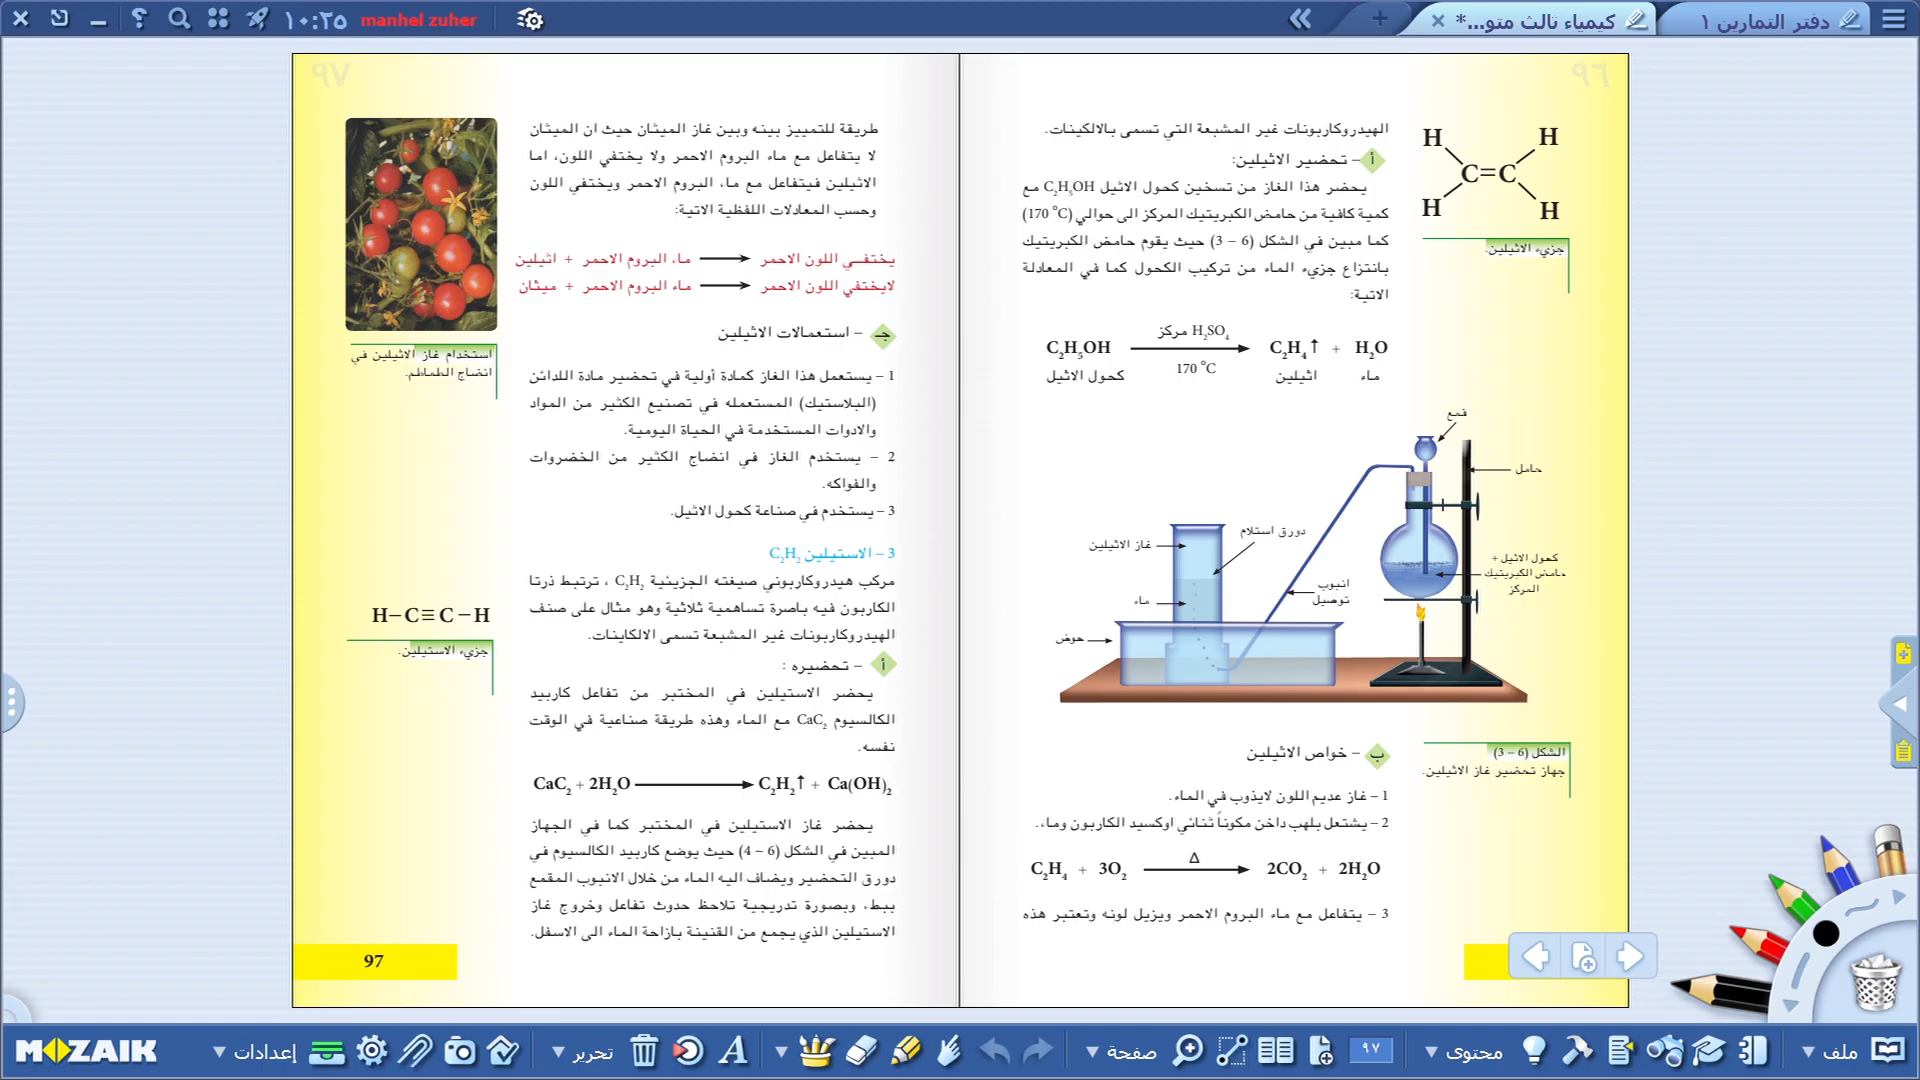 ١٠:٢٥
manhel zuher
كيمياء ثالث متو...*
دفتر التمارين ١
٩٦
الهيدروكاربونات غير المشبعة التي تسمى بالالكينات.
أ – تحضير الاثيلين:
يحضر هذا الغاز من تسخين كحول الاثيل C₂H₅OH مع
كمية كافية من حامض الكبريتيك المركز الى حوالي (170 °C)
كما مبين في الشكل (6 – 3) حيث يقوم حامض الكبريتيك
بانتزاع جزيء الماء من تركيب الكحول كما في المعادلة
الاتية:
H₂SO₄ مركز
C₂H₅OH ⟶ C₂H₄↑ + H₂O
170 °C
كحول الاثيل اثيلين ماء
H H
C=C
H H
جزيء الاثيلين.
قمع
حامل
دورق استلام
غاز الاثيلين
كحول الاثيل +
حامض الكبريتيك
المركز
انبوب
توصيل
ماء
حوض
الشكل (6 – 3)
جهاز تحضير غاز الاثيلين.
ب – خواص الاثيلين
1 – غاز عديم اللون لايذوب في الماء.
2 – يشتعل بلهب داخن مكوناً ثنائي اوكسيد الكاربون وماء.
C₂H₄ + 3O₂ —Δ→ 2CO₂ + 2H₂O
3 – يتفاعل مع ماء البروم الاحمر ويزيل لونه وتعتبر هذه
٩٧
طريقة للتمييز بينه وبين غاز الميثان حيث ان الميثان
لا يتفاعل مع ماء البروم الاحمر ولا يختفي اللون، اما
الاثيلين فيتفاعل مع ماء البروم الاحمر ويختفي اللون
وحسب المعادلات اللفظية الاتية:
اثيلين + ماء البروم الاحمر ⟶ يختفي اللون الاحمر
ميثان + ماء البروم الاحمر ⟶ لايختفي اللون الاحمر
جـ – استعمالات الاثيلين
1 – يستعمل هذا الغاز كمادة أولية في تحضير مادة اللدائن
(البلاستيك) المستعمله في تصنيع الكثير من المواد
والادوات المستخدمة في الحياة اليومية.
2 – يستخدم الغاز في انضاج الكثير من الخضروات
والفواكه.
3 – يستخدم في صناعة كحول الاثيل.
استخدام غاز الاثيلين في
انضاج الطماطم.
3 – الاستيلين C₂H₂
مركب هيدروكاربوني صيغته الجزيئية C₂H₂ ، ترتبط ذرتا
الكاربون فيه باصرة تساهمية ثلاثية وهو مثال على صنف
الهيدروكاربونات غير المشبعة تسمى الالكاينات.
H–C≡C–H
جزيء الاستيلين.
أ – تحضيره :
يحضر الاستيلين في المختبر من تفاعل كاربيد
الكالسيوم CaC₂ مع الماء وهذه طريقة صناعية في الوقت
نفسه.
CaC₂ + 2H₂O ⟶ C₂H₂↑ + Ca(OH)₂
يحضر غاز الاستيلين في المختبر كما في الجهاز
المبين في الشكل (6 – 4) حيث يوضع كاربيد الكالسيوم في
دورق التحضير ويضاف اليه الماء من خلال الانبوب المقمع
ببطء، وبصورة تدريجية تلاحظ حدوث تفاعل وخروج غاز
الاستيلين الذي يجمع من القنينة بازاحة الماء الى الاسفل.
97
MOZAIK
إعدادات
تحرير
صفحة
٩٧
محتوى
ملف